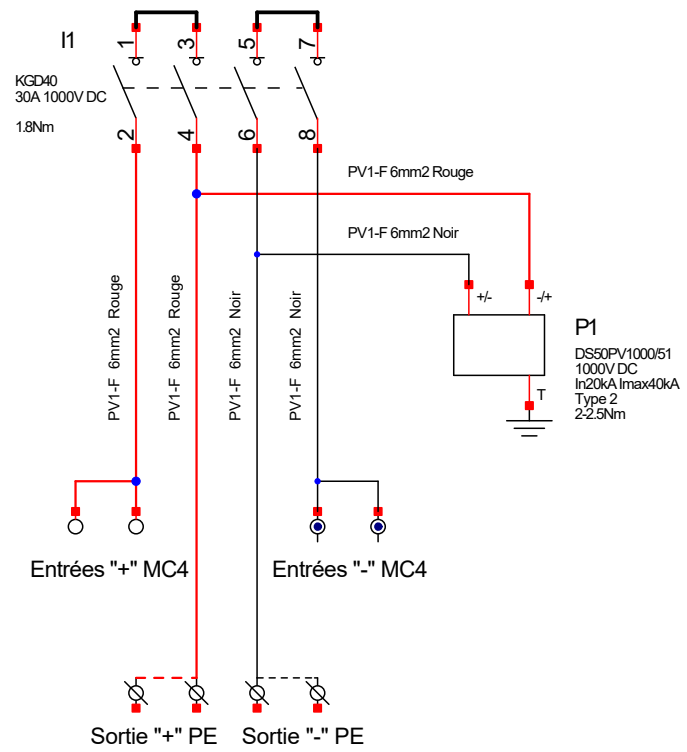 I1
1
3
5
7
KGD40
30A 1000V DC
1.8Nm
2
4
6
8
PV1-F 6mm2 Rouge
PV1-F 6mm2 Noir
+/-
-/+
P1
DS50PV1000/51
1000V DC
In20kA Imax40kA
Type 2
2-2.5Nm
T
PV1-F 6mm2 Rouge
PV1-F 6mm2 Rouge
PV1-F 6mm2 Noir
PV1-F 6mm2 Noir
Entrées "+" MC4
Entrées "-" MC4
Sortie "+" PE
Sortie "-" PE